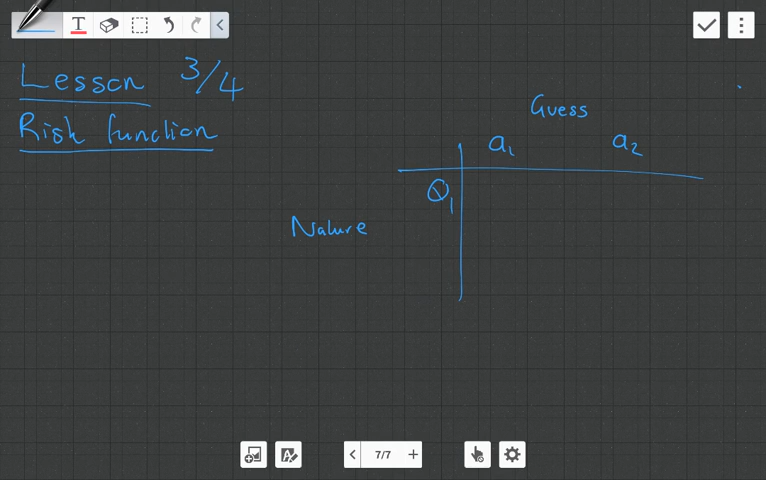 Lesson 3/4
Risk function
Guess
a1 a2
Θ1
Nature
7/7